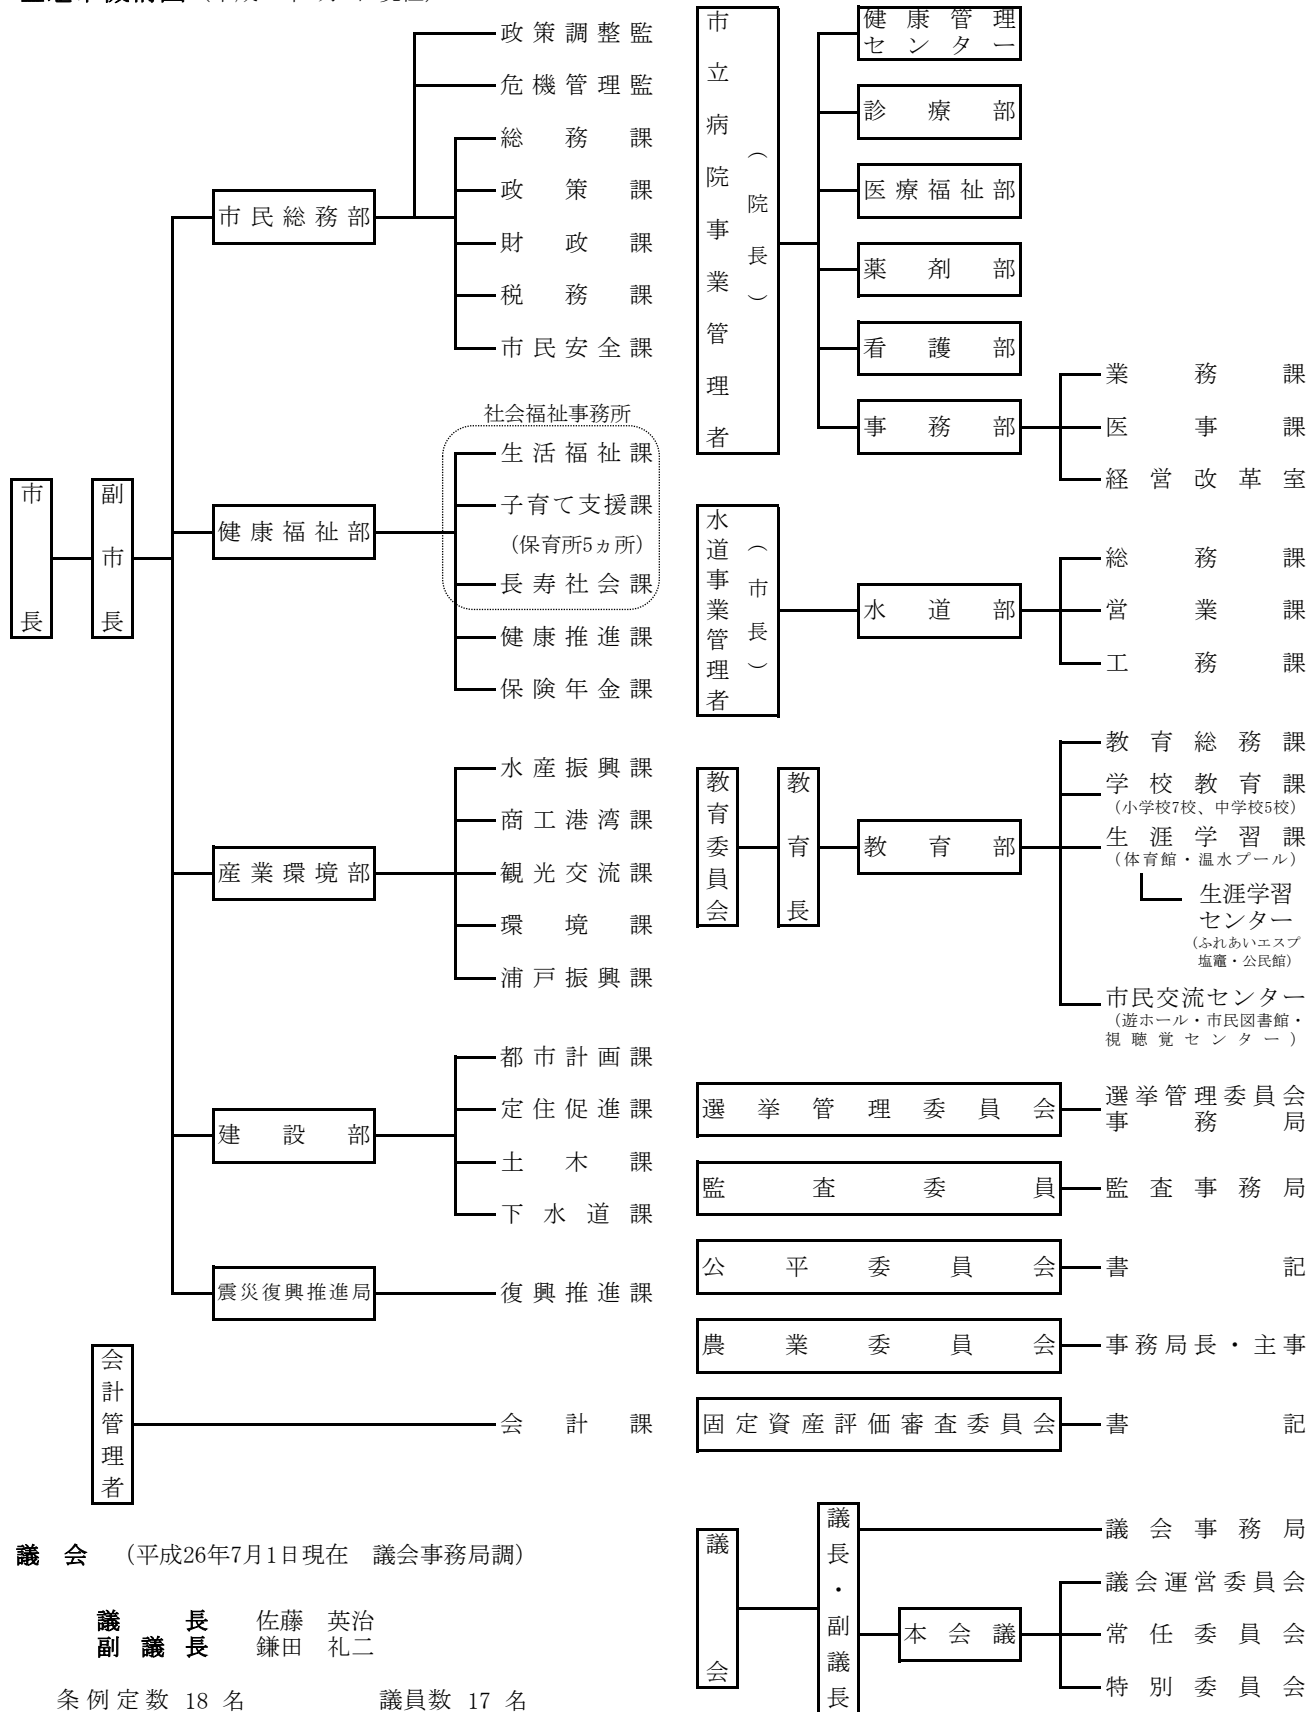 市長
副市長
市民総務部
政策調整監
危機管理監
総務課
政策課
財政課
税務課
市民安全課
健康福祉部
社会福祉事務所
生活福祉課
子育て支援課
(保育所5ヵ所)
長寿社会課
健康推進課
保険年金課
産業環境部
水産振興課
商工港湾課
観光交流課
環境課
浦戸振興課
建設部
都市計画課
定住促進課
土木課
下水道課
震災復興推進局
復興推進課
会計管理者
会計課
議会 (平成26年7月1日現在 議会事務局調)
議長 佐藤 英治
副議長 鎌田 礼二
条例定数 18 名 議員数 17 名
市立病院事業管理者
(院長)
健康管理
センター
診療部
医療福祉部
薬剤部
看護部
事務部
業務課
医事課
経営改革室
水道事業管理者
(市長)
水道部
総務課
営業課
工務課
教育委員会
教育長
教育部
教育総務課
学校教育課
(小学校7校、中学校5校)
生涯学習課
(体育館・温水プール)
生涯学習
センター
(ふれあいエスプ
塩竈・公民館)
市民交流センター
(遊ホール・市民図書館・
視聴覚センター)
選挙管理委員会
選挙管理委員会
事務局
監査委員
監査事務局
公平委員会
書記
農業委員会
事務局長・主事
固定資産評価審査委員会
書記
議会
議長・副議長
議会事務局
本会議
議会運営委員会
常任委員会
特別委員会